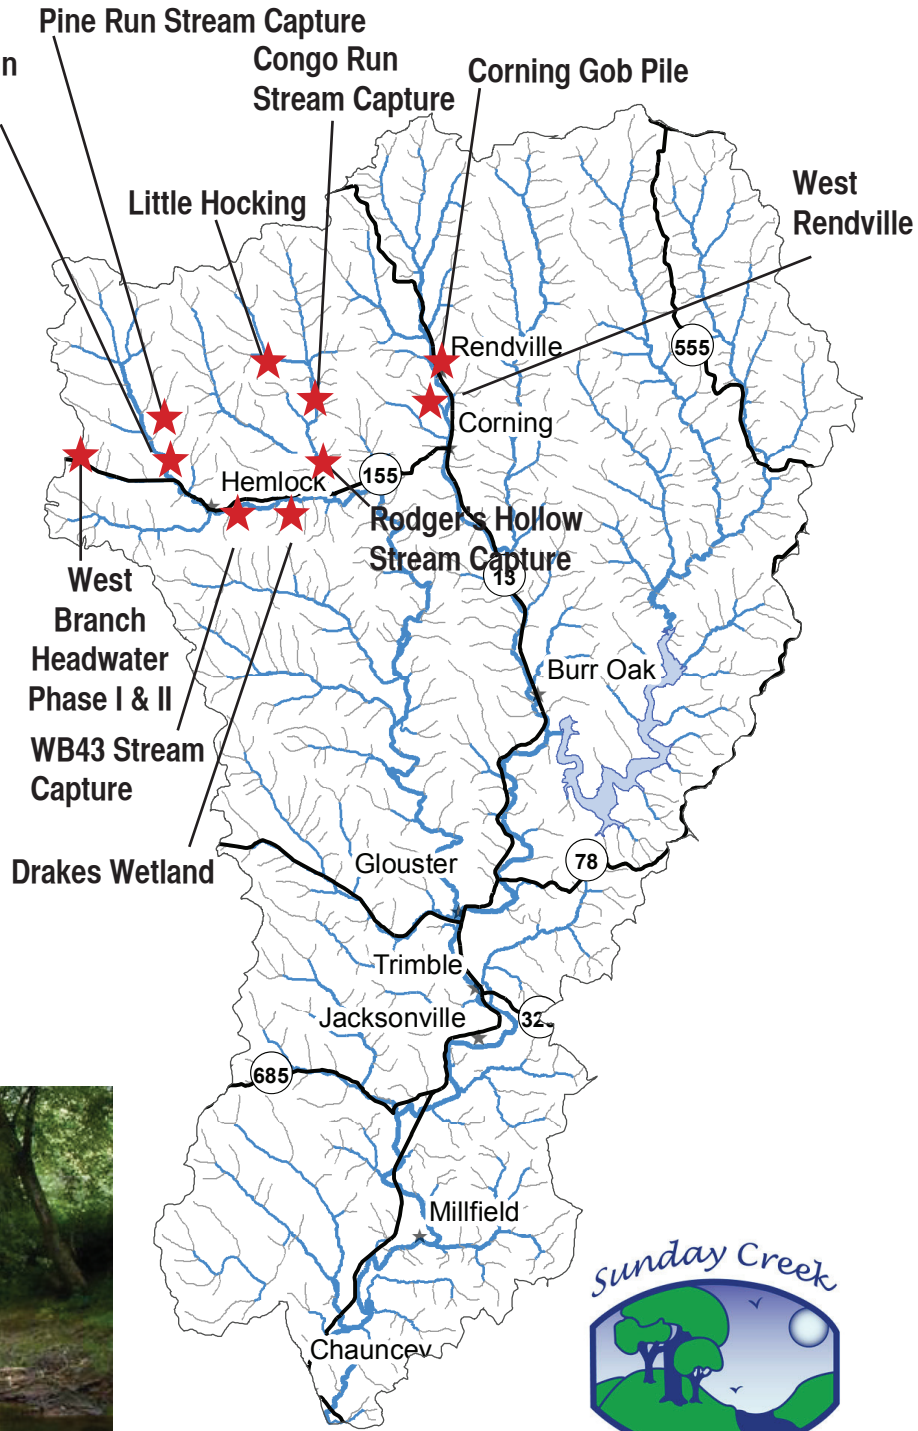 Pine Run Stream Capture
n
Congo Run
Stream Capture
Corning Gob Pile
West
Rendville
Little Hocking
Rendville
555
Corning
155
Hemlock
Rodger s Hollow
Stream Capture
13
West
Branch
Headwater
Phase I & II
Burr Oak
WB43 Stream
Capture
Drakes Wetland
Glouster
78
Trimble
Jacksonville
32
685
Millfield
Chauncey
Sunday Creek